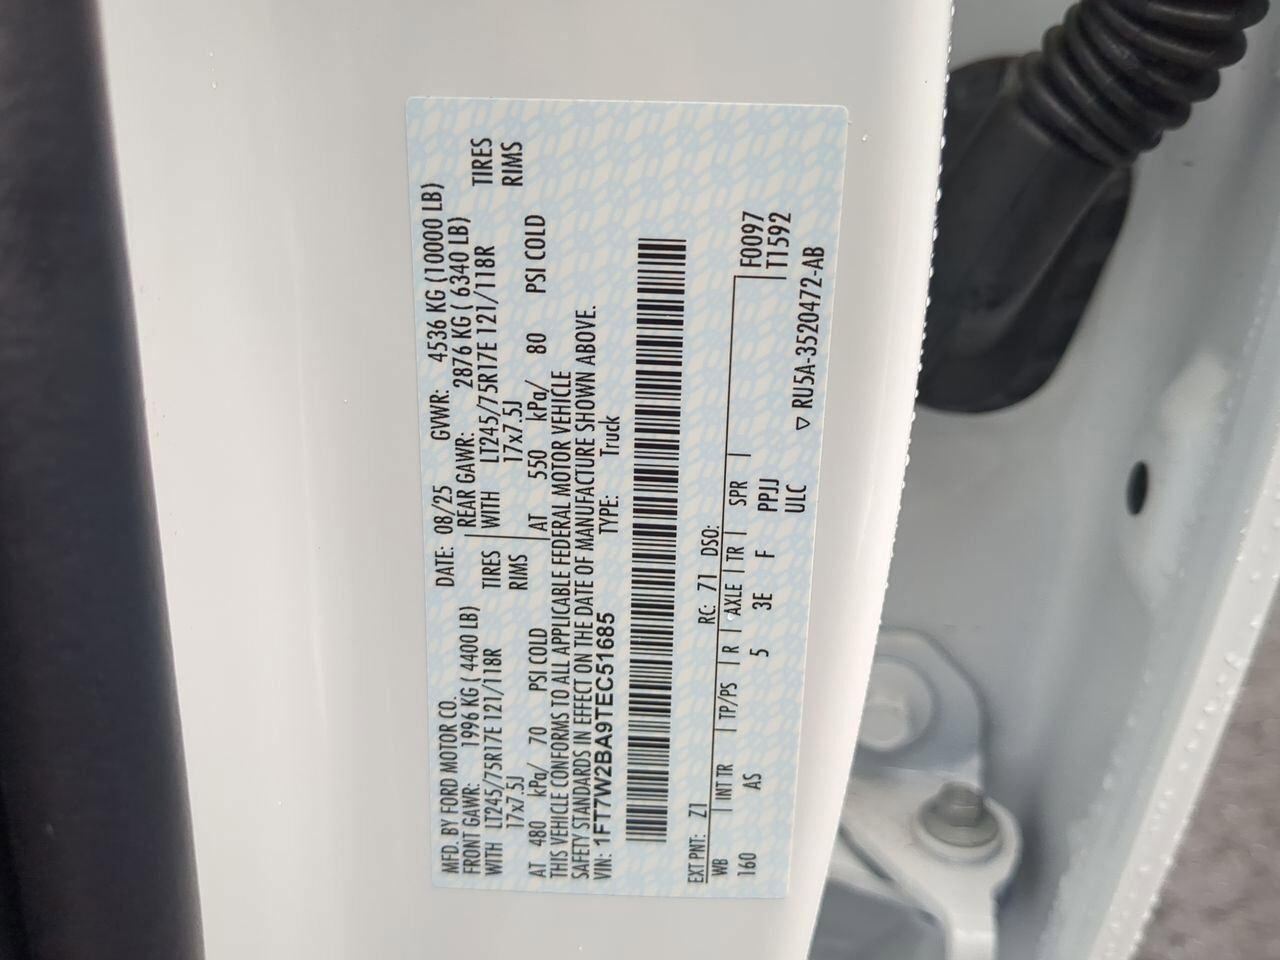 MFD. BY FORD MOTOR CO. DATE: 08/25 GVWR: 4536 KG (10000 LB)
FRONT GAWR: 1996 KG ( 4400 LB) REAR GAWR: 2876 KG ( 6340 LB)
WITH LT245/75R17E 121/118R TIRES WITH LT245/75R17E 121/118R TIRES
17x7.5J RIMS 17x7.5J RIMS
AT 480 kPa/ 70 PSI COLD AT 550 kPa/ 80 PSI COLD
THIS VEHICLE CONFORMS TO ALL APPLICABLE FEDERAL MOTOR VEHICLE
SAFETY STANDARDS IN EFFECT ON THE DATE OF MANUFACTURE SHOWN ABOVE.
VIN: 1FT7W2BA9TEC51685 TYPE: Truck
EXT PNT: Z1 RC: 71 DSO:
WB INT TR TP/PS R AXLE TR SPR F0097
160 AS 5 3E F PPJJ T1592
ULC ▽ RU5A-3520472-AB